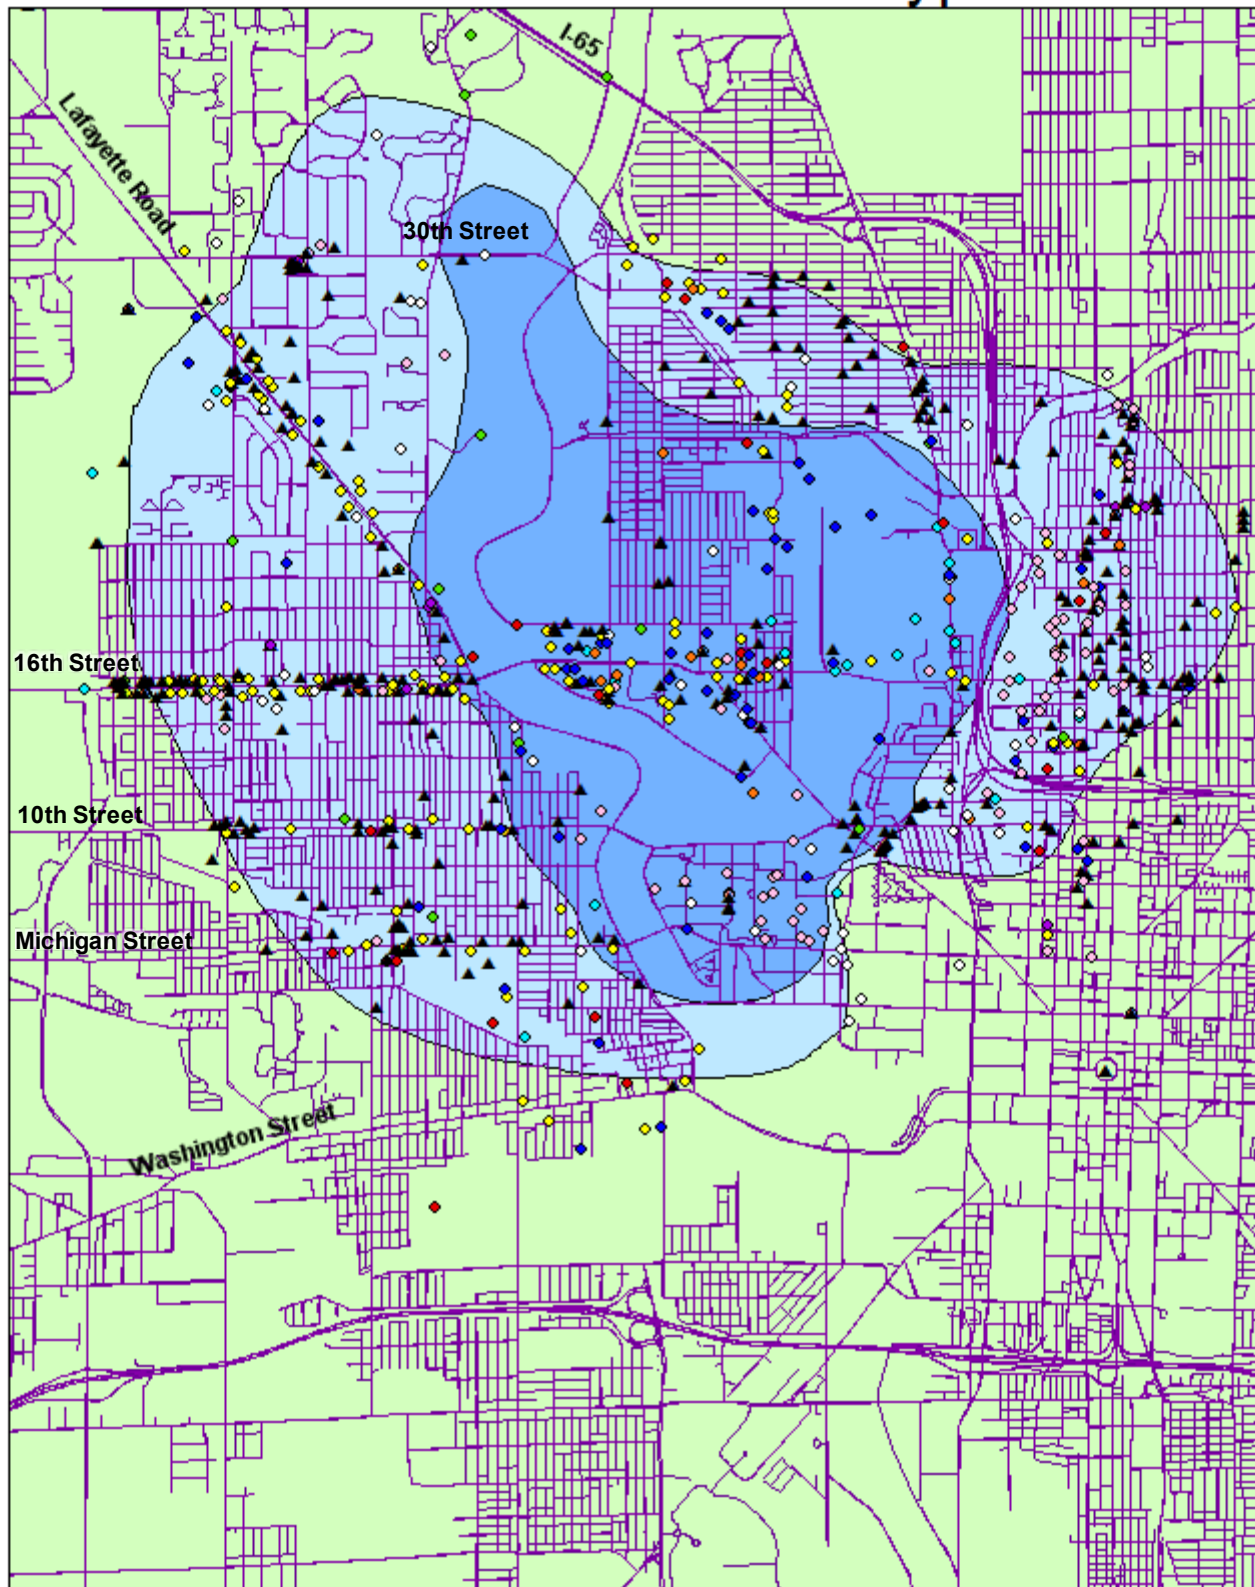 I-65
Lafayette Road
30th Street
16th Street
10th Street
Michigan Street
Washington Street